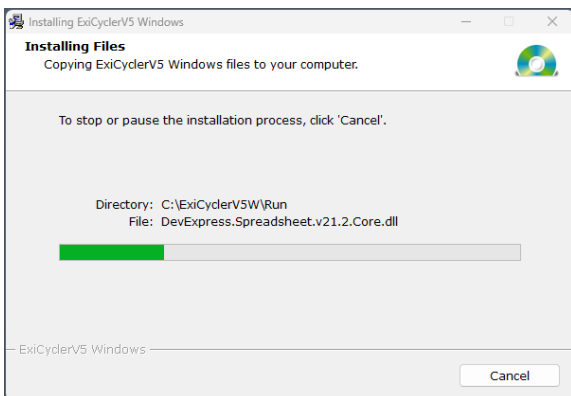 Installing ExiCyclerV5 Windows
Installing Files
Copying ExiCyclerV5 Windows files to your computer.
To stop or pause the installation process, click 'Cancel'.
Directory: C:\ExiCyclerV5W\Run
File: DevExpress.Spreadsheet.v21.2.Core.dll
ExiCyclerV5 Windows
Cancel